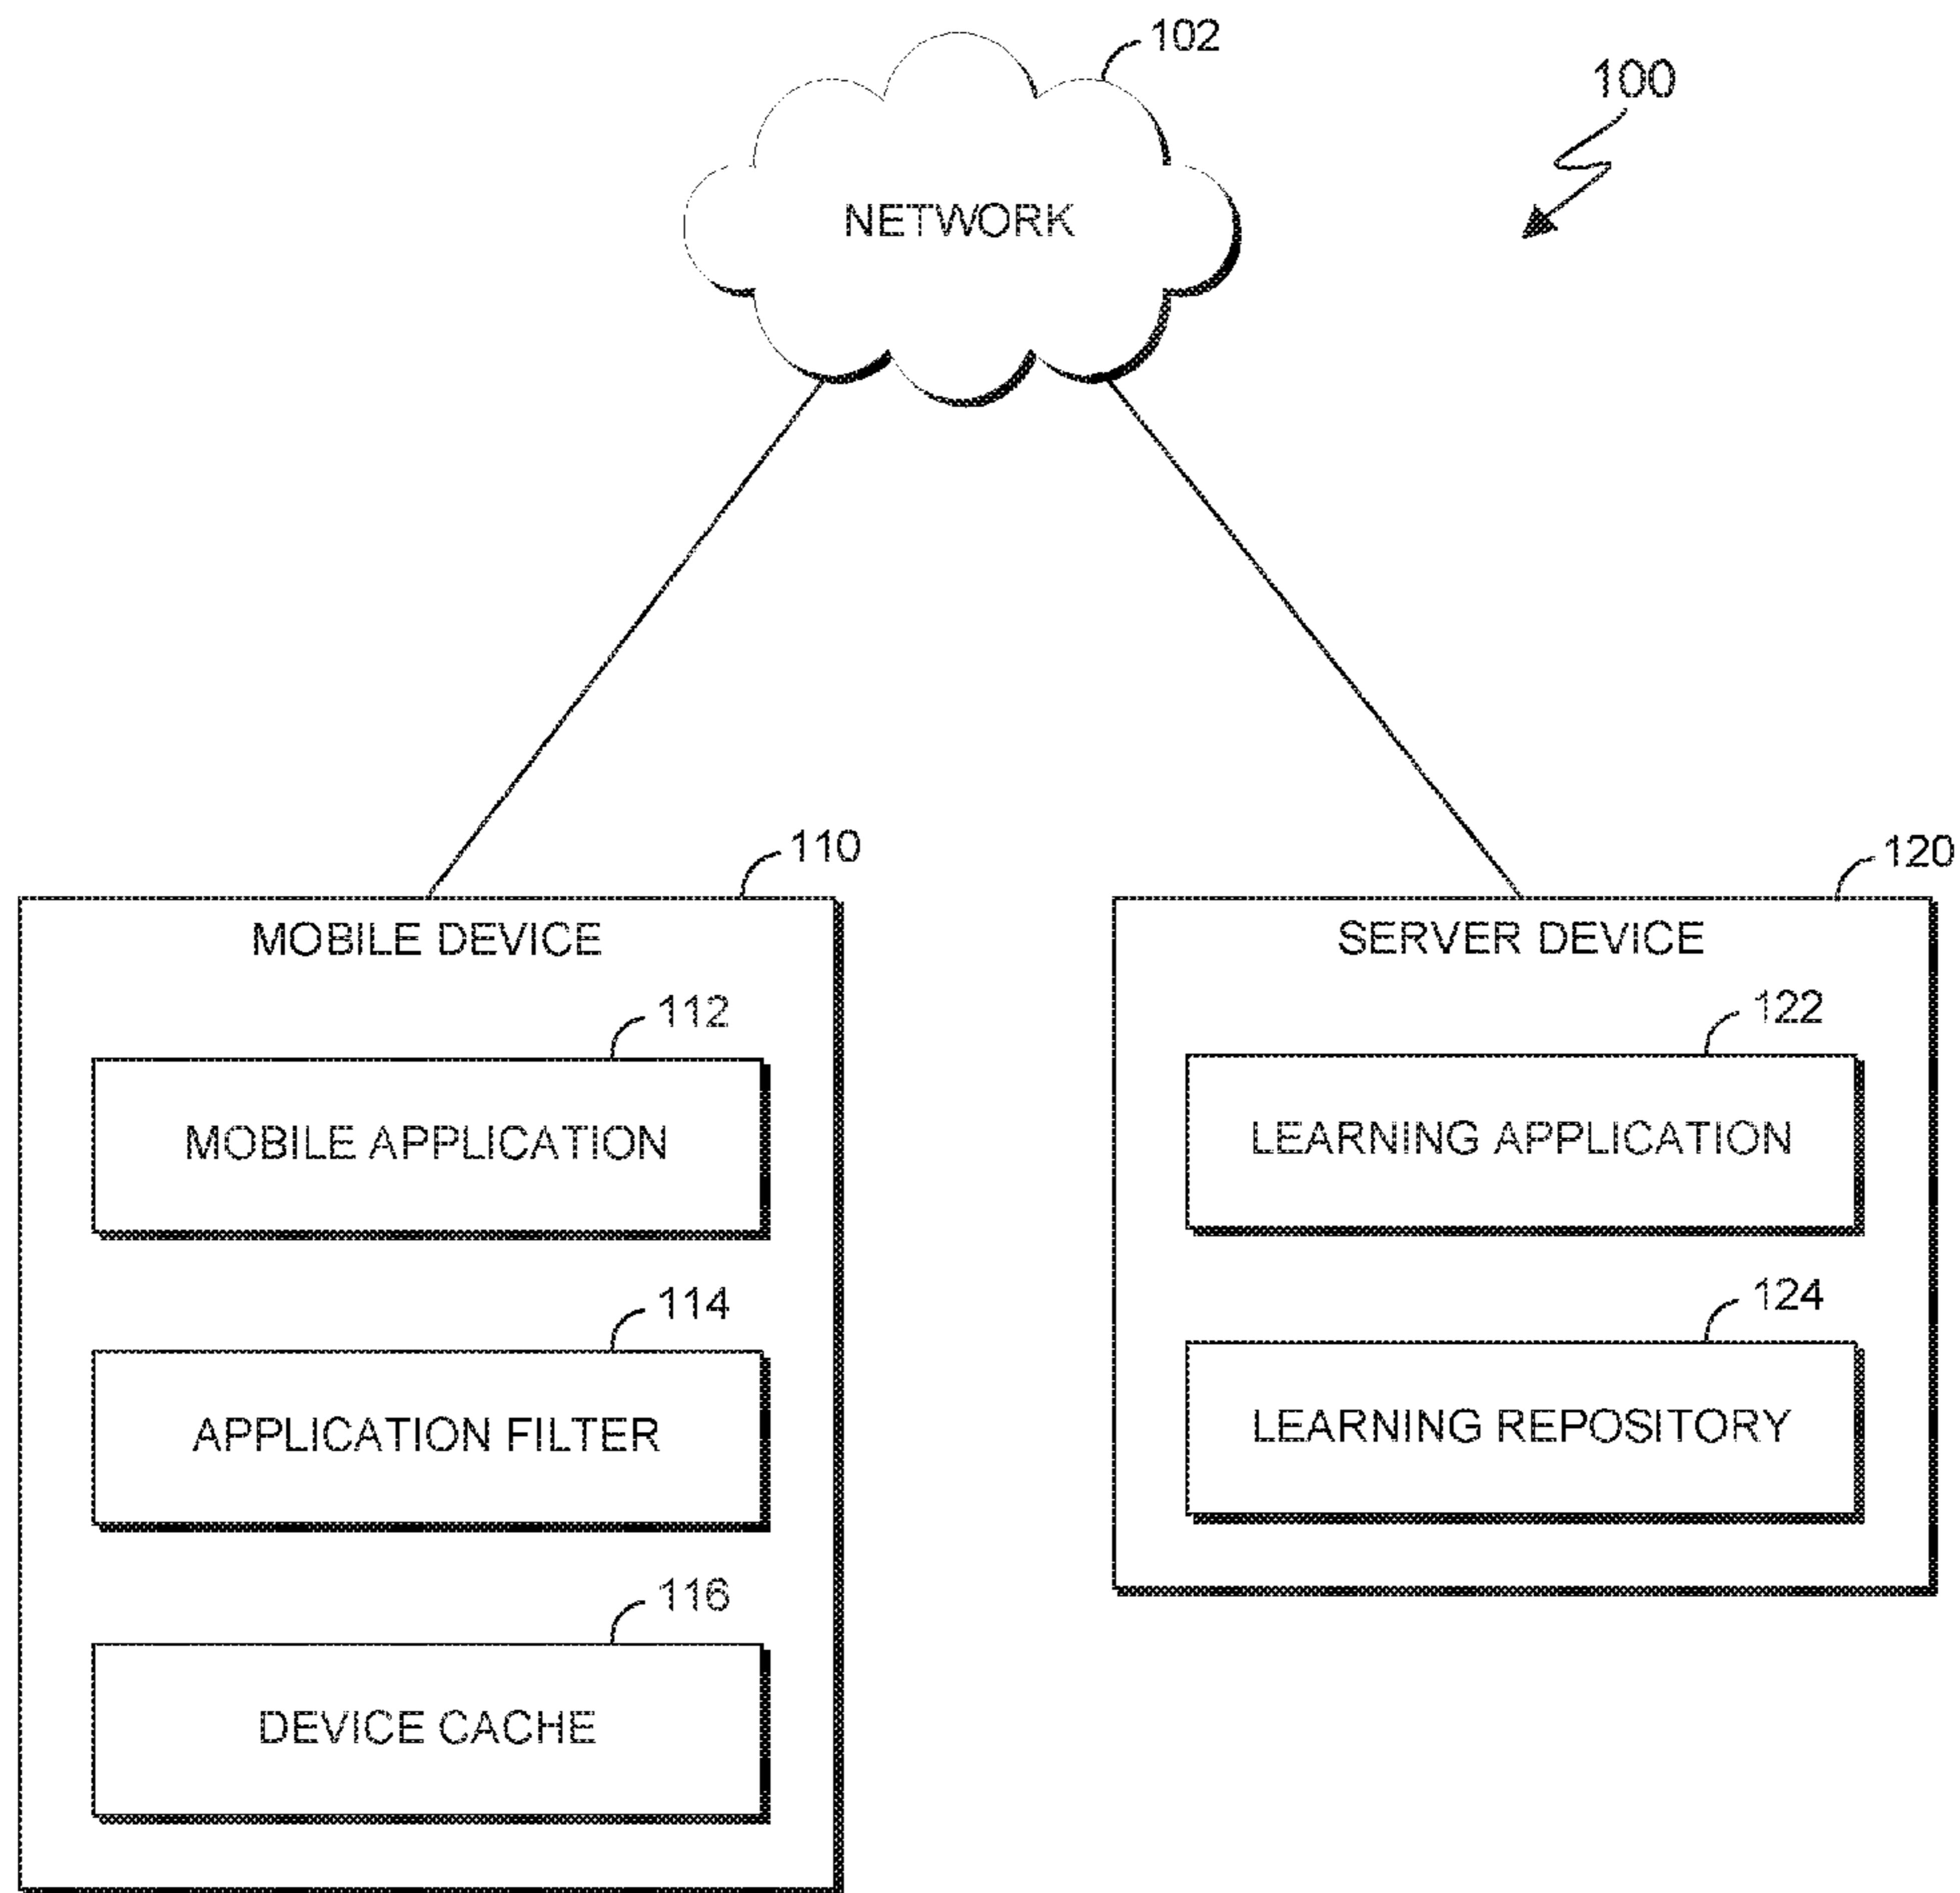 102
100
NETWORK
110
120
MOBILE DEVICE
SERVER DEVICE
112
122
MOBILE APPLICATION
LEARNING APPLICATION
114
124
APPLICATION FILTER
LEARNING REPOSITORY
116
DEVICE CACHE